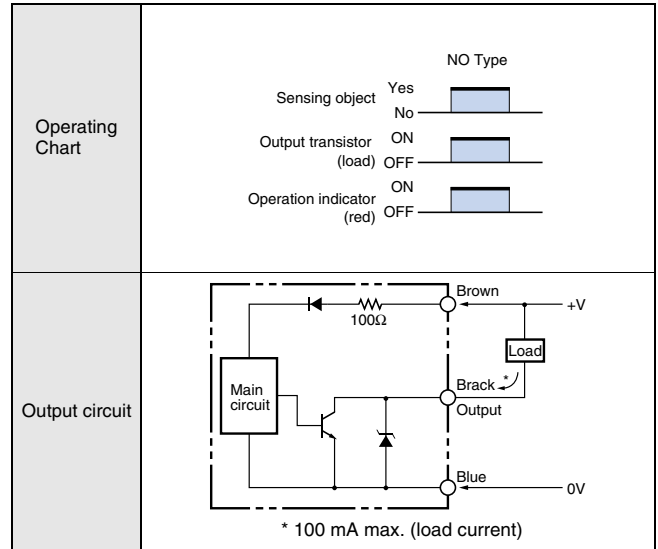 Operating
Chart
NO Type
Sensing object
Yes
No
Output transistor
(load)
ON
OFF
Operation indicator
(red)
ON
OFF
Output circuit
Brown
+V
100Ω
Load
Main
circuit
Brack
*
Output
Blue
0V
* 100 mA max. (load current)